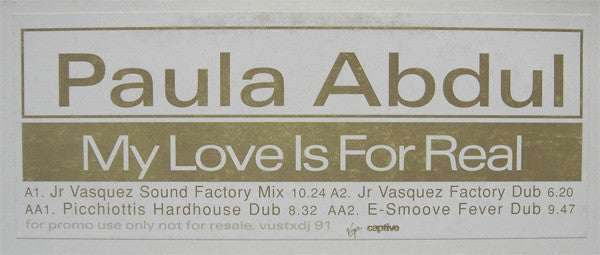 Paula Abdul
My Love Is For Real
A1. Jr Vasquez Sound Factory Mix 10.24 A2. Jr Vasquez Factory Dub 6.20
AA1. Picchiottis Hardhouse Dub 8.32 AA2. E-Smoove Fever Dub 9.47
for promo use only not for resale. vustxdj 91 Virgin captive